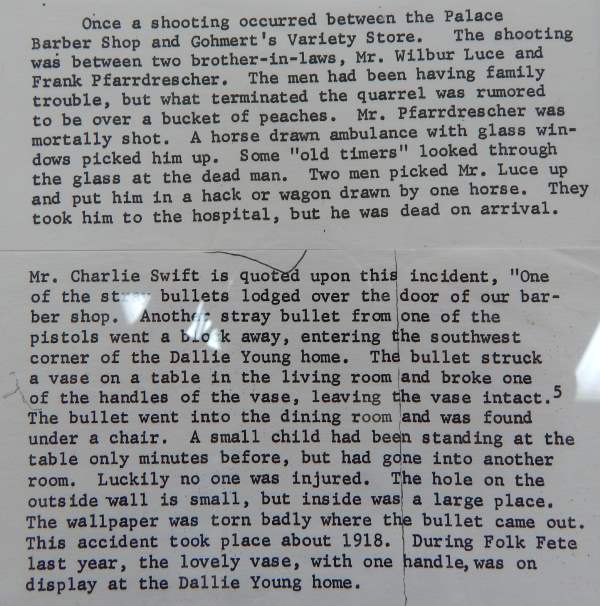 Once a shooting occurred between the Palace
Barber Shop and Gohmert's Variety Store. The shooting
was between two brother-in-laws, Mr. Wilbur Luce and
Frank Pfarrdrescher. The men had been having family
trouble, but what terminated the quarrel was rumored
to be over a bucket of peaches. Mr. Pfarrdrescher was
mortally shot. A horse drawn ambulance with glass win-
dows picked him up. Some "old timers" looked through
the glass at the dead man. Two men picked Mr. Luce up
and put him in a hack or wagon drawn by one horse. They
took him to the hospital, but he was dead on arrival.
Mr. Charlie Swift is quoted upon this incident, "One
of the stray bullets lodged over the door of our bar-
ber shop. Another stray bullet from one of the
pistols went a block away, entering the southwest
corner of the Dallie Young home. The bullet struck
a vase on a table in the living room and broke one
of the handles of the vase, leaving the vase intact.5
The bullet went into the dining room and was found
under a chair. A small child had been standing at the
table only minutes before, but had gone into another
room. Luckily no one was injured. The hole on the
outside wall is small, but inside was a large place.
The wallpaper was torn badly where the bullet came out.
This accident took place about 1918. During Folk Fete
last year, the lovely vase, with one handle, was on
display at the Dallie Young home.